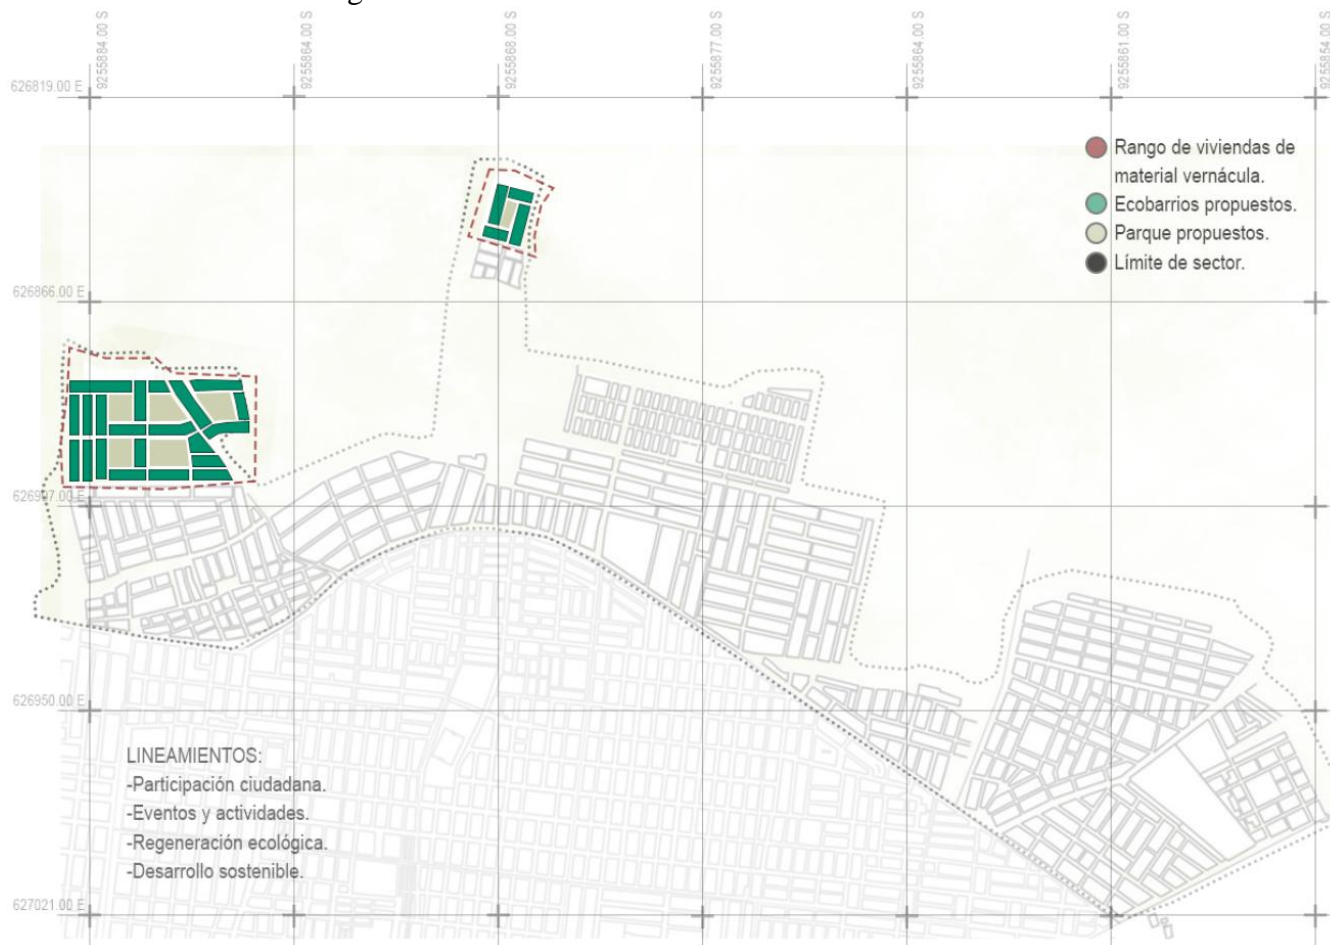 9255884.00 S
9255864.00 S
9255868.00 S
9255877.00 S
9255864.00 S
9255861.00 S
9255854.00 S
626819.00 E
Rango de viviendas de
material vernácula.
Ecobarrios propuestos.
Parque propuestos.
Límite de sector.
626866.00 E
626907.00 E
626950.00 E
LINEAMIENTOS:
-Participación ciudadana.
-Eventos y actividades.
-Regeneración ecológica.
-Desarrollo sostenible.
627021.00 E